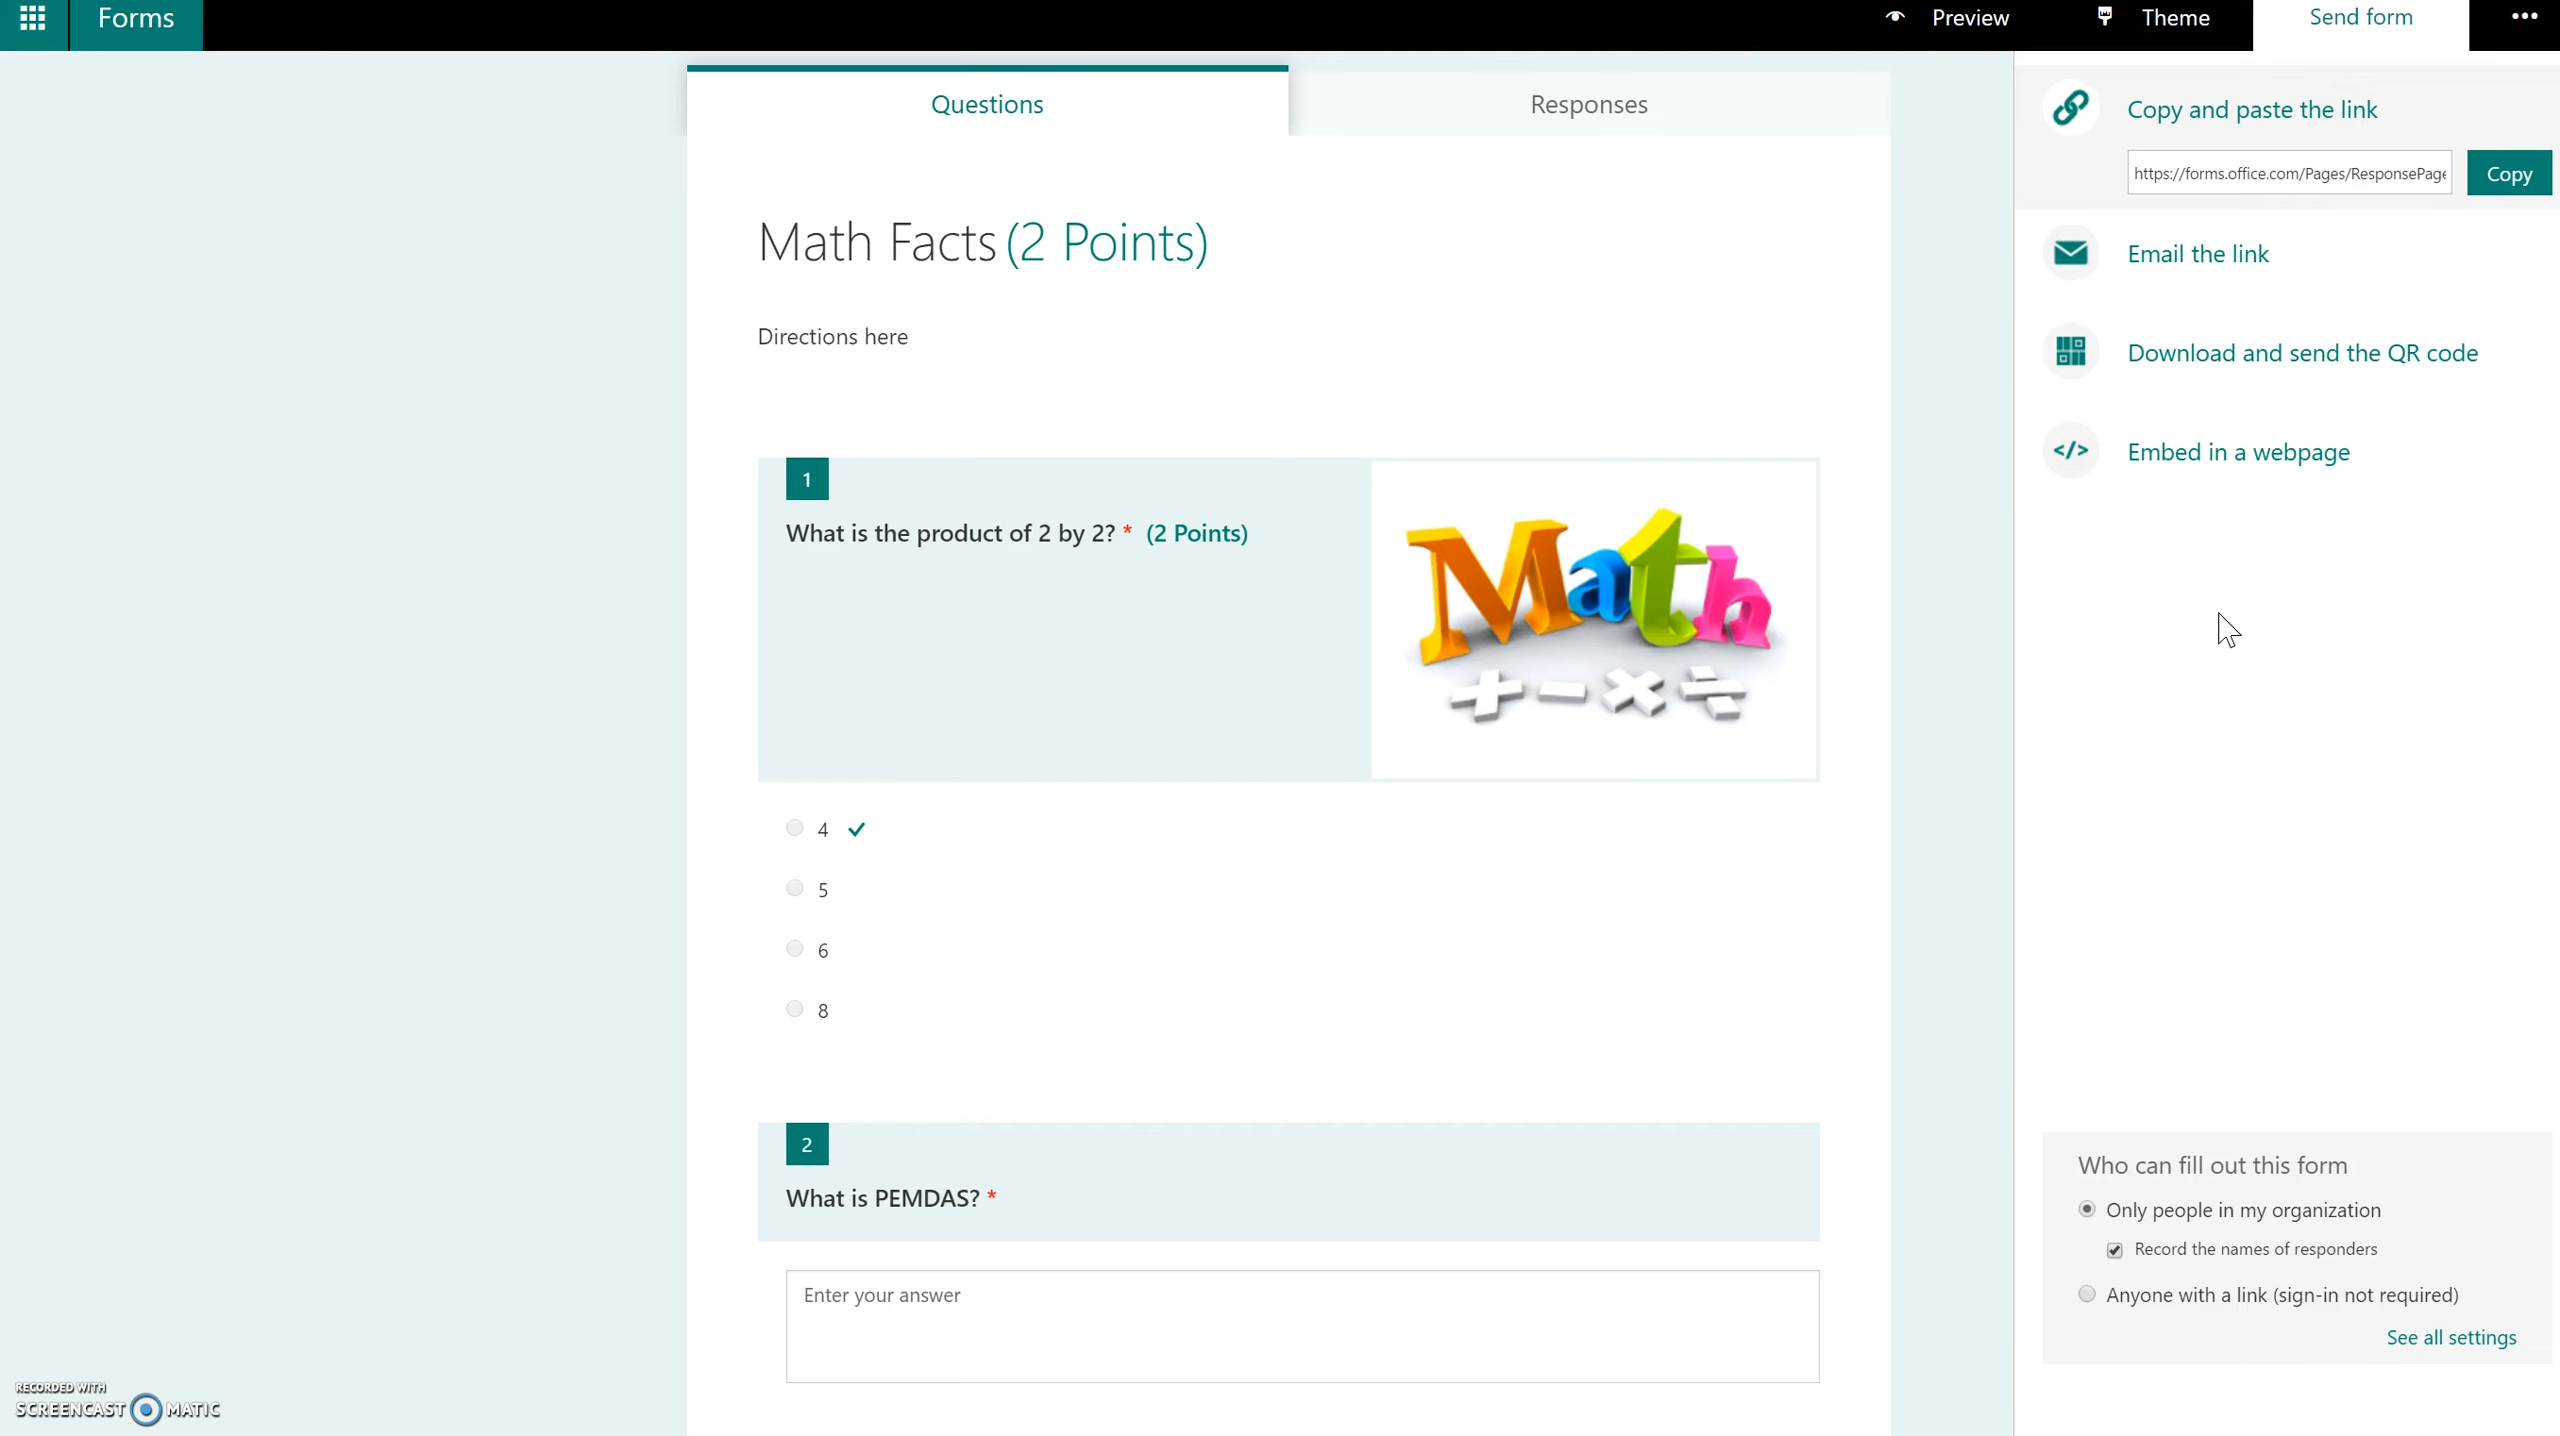 Forms
Preview
Theme
Send form
Questions
Responses
Copy and paste the link
https://forms.office.com/Pages/ResponsePage
Copy
Math Facts (2 Points)
Email the link
Directions here
Download and send the QR code
Embed in a webpage
1
What is the product of 2 by 2? * (2 Points)
Math
+ − × ÷
4
5
6
8
2
What is PEMDAS? *
Enter your answer
Who can fill out this form
Only people in my organization
Record the names of responders
Anyone with a link (sign-in not required)
See all settings
RECORDED WITH
SCREENCAST MATIC